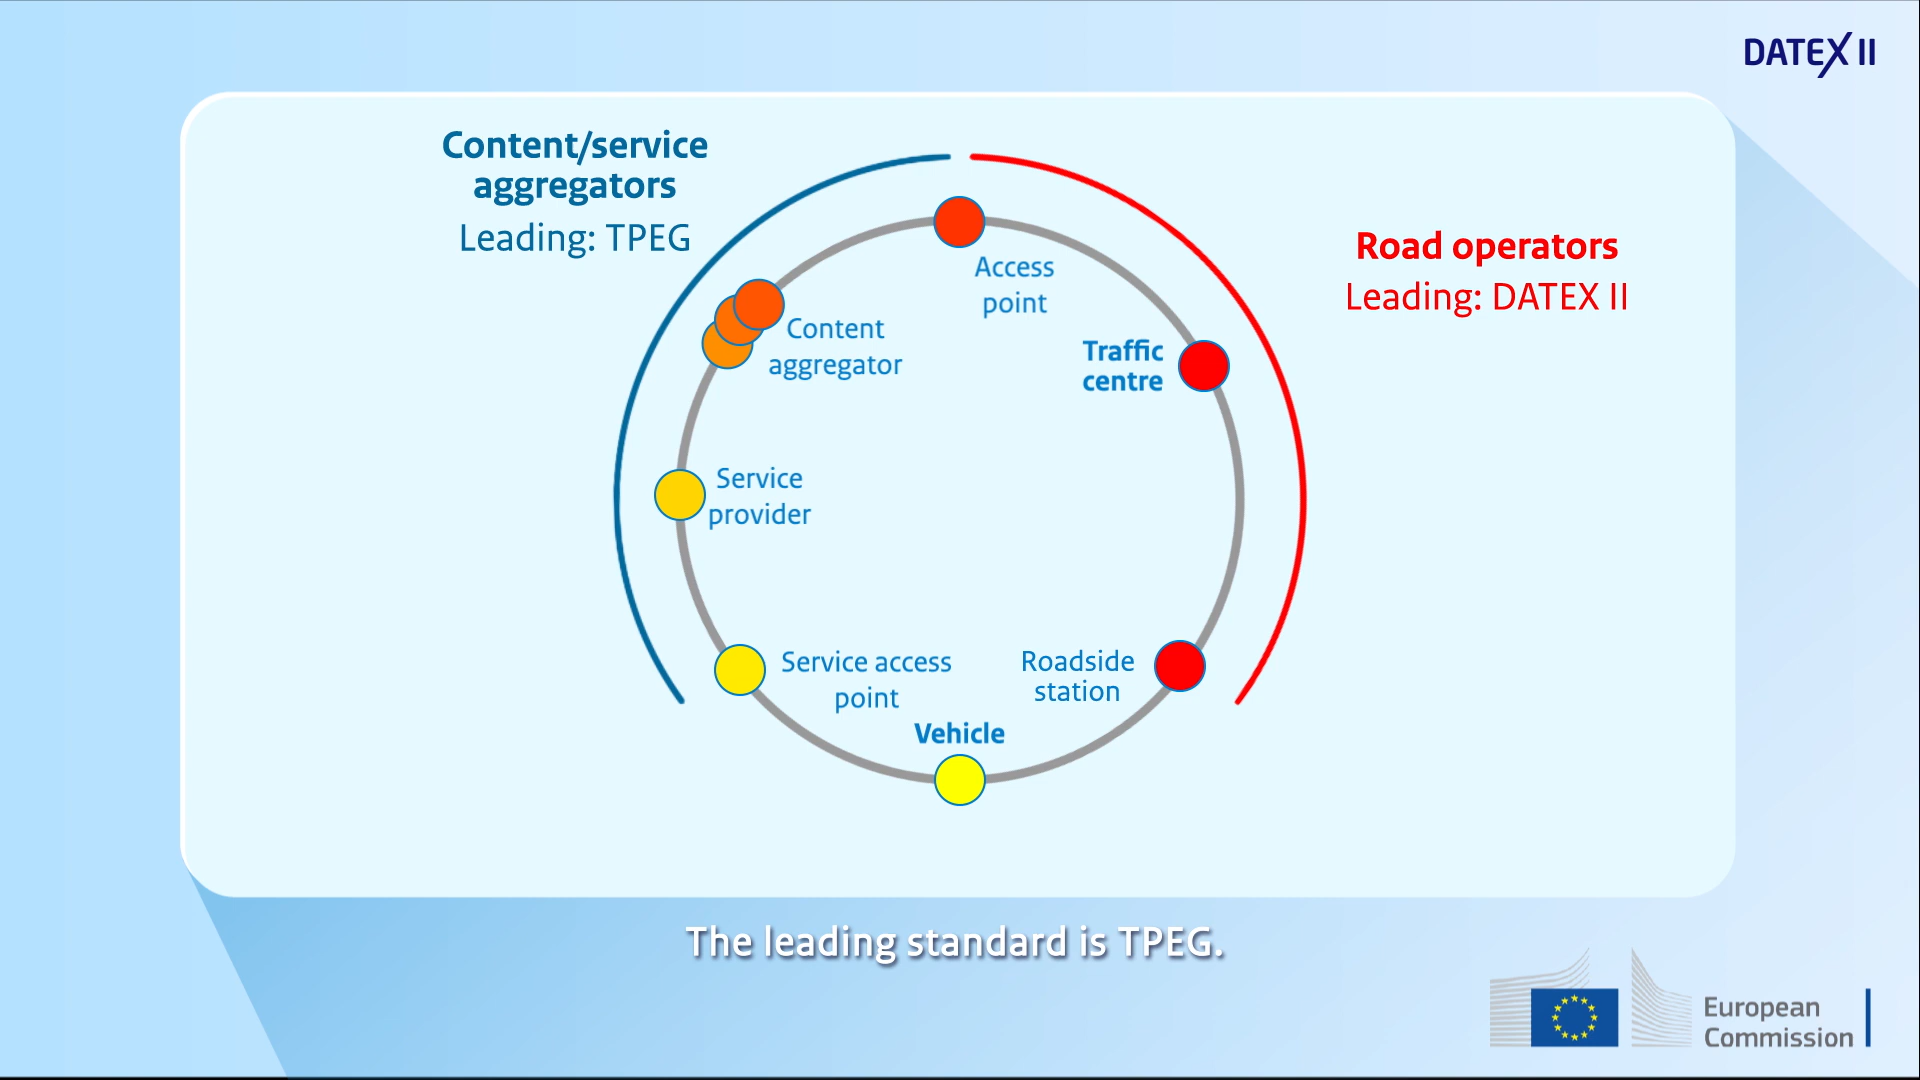 DATEX II
Content/service
aggregators
Leading: TPEG
Road operators
Leading: DATEX II
Access
point
Content
aggregator
Traffic
centre
Service
provider
Service access
point
Roadside
station
Vehicle
The leading standard is TPEG.
European
Commission